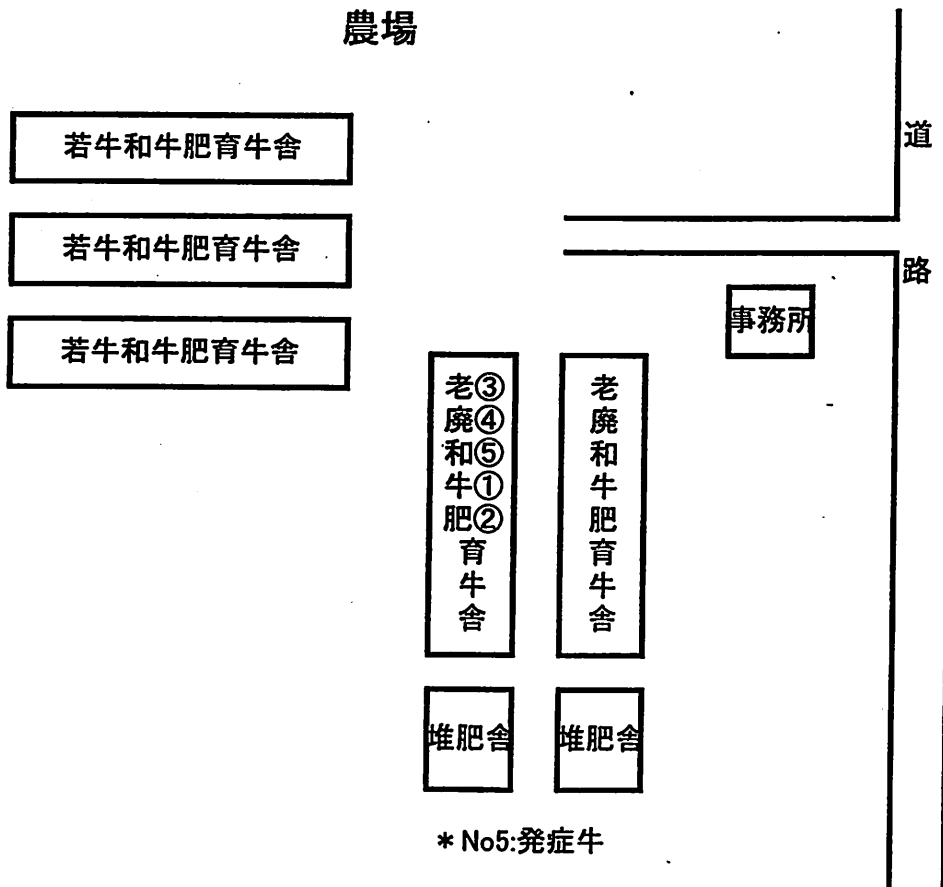 農場
若牛和牛肥育牛舎
若牛和牛肥育牛舎
若牛和牛肥育牛舎
道
路
事務所
老③
廃④
和⑤
牛①
肥②
育
牛
舎
老
廃
和
牛
肥
育
牛
舎
堆肥舎
堆肥舎
＊No5:発症牛